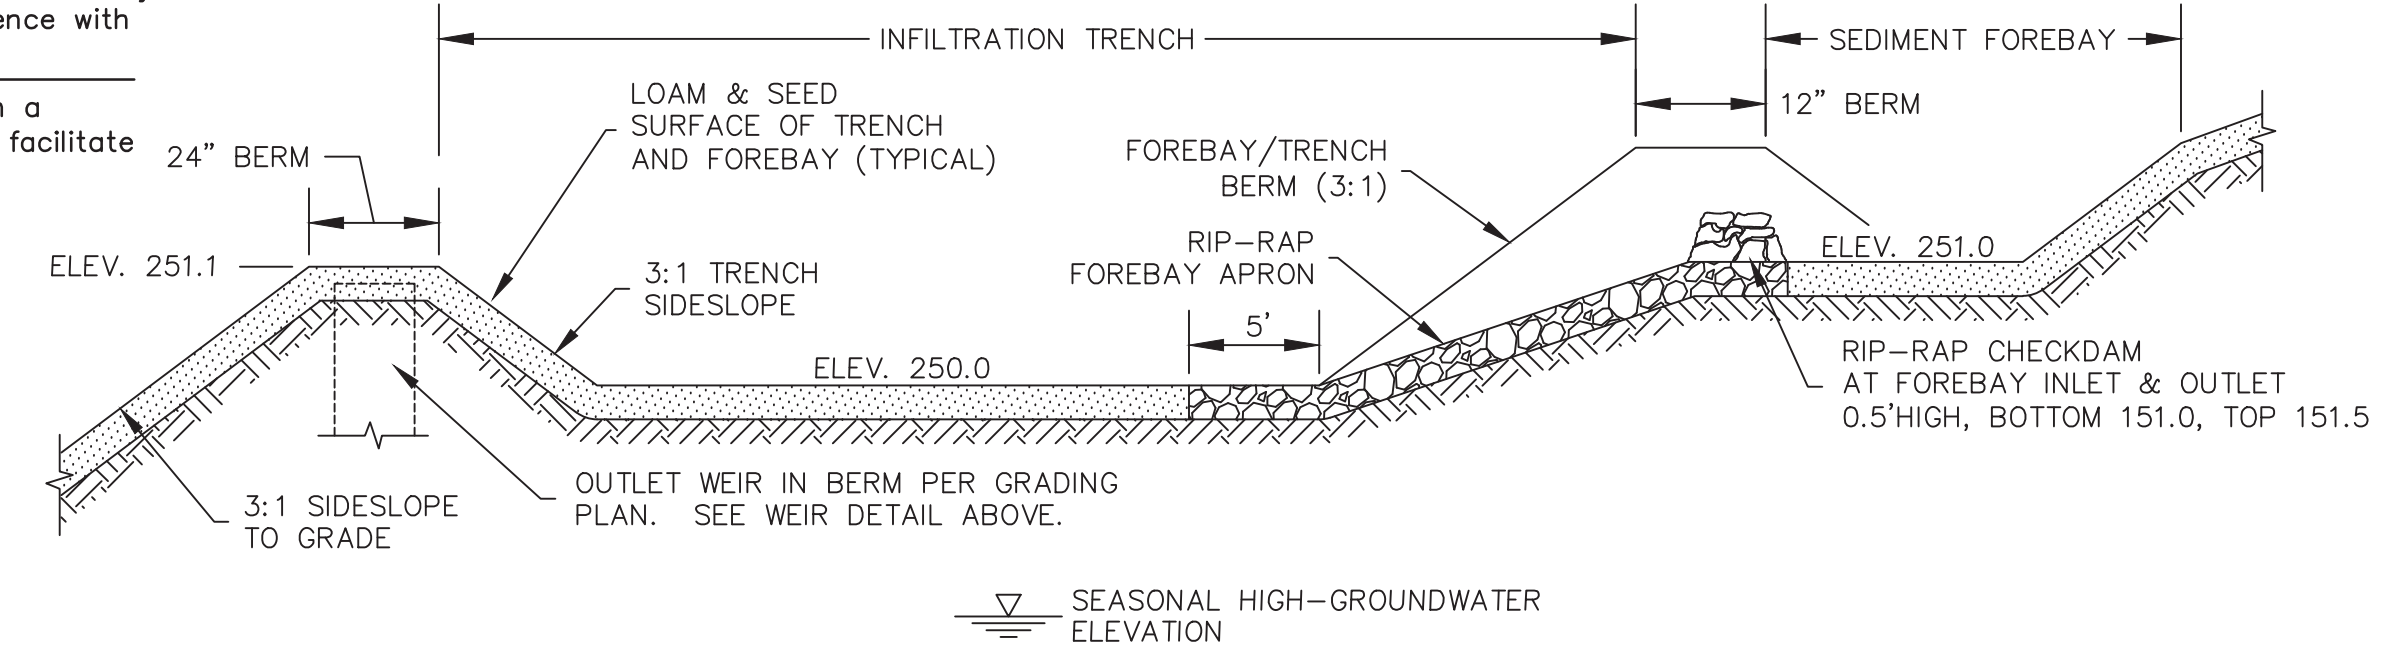 ence with
n a
facilitate
INFILTRATION TRENCH
SEDIMENT FOREBAY
LOAM & SEED
SURFACE OF TRENCH
AND FOREBAY (TYPICAL)
12" BERM
24" BERM
FOREBAY/TRENCH
BERM (3:1)
RIP-RAP
FOREBAY APRON
ELEV. 251.1
3:1 TRENCH
SIDESLOPE
ELEV. 251.0
5'
ELEV. 250.0
RIP-RAP CHECKDAM
AT FOREBAY INLET & OUTLET
0.5'HIGH, BOTTOM 151.0, TOP 151.5
OUTLET WEIR IN BERM PER GRADING
PLAN.  SEE WEIR DETAIL ABOVE.
3:1 SIDESLOPE
TO GRADE
SEASONAL HIGH-GROUNDWATER
ELEVATION